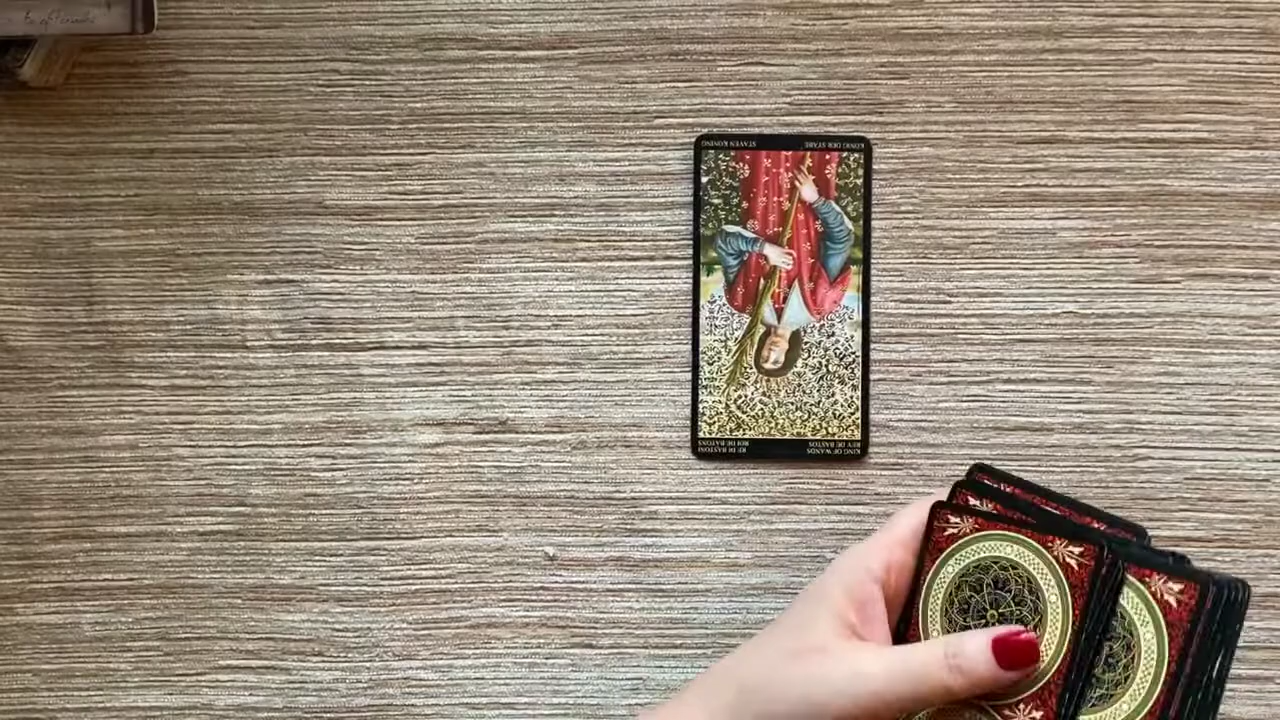 KING OF WANDS RE DI BASTONI
REY DE BASTOS ROI DE BATONS
KÖNIG DER STÄBE STAVEN KONING